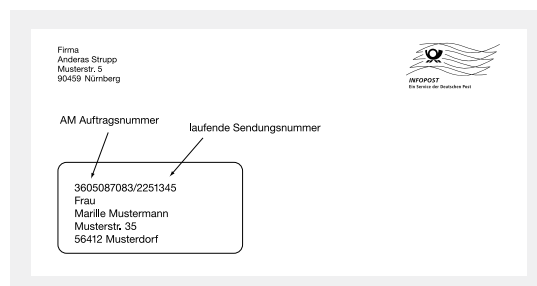 Firma
Anderas Strupp
Musterstr. 5
90459 Nürnberg
INFOPOST
Ein Service der Deutschen Post
AM Auftragsnummer
laufende Sendungsnummer
3605087083/2251345
Frau
Marille Mustermann
Musterstr. 35
56412 Musterdorf